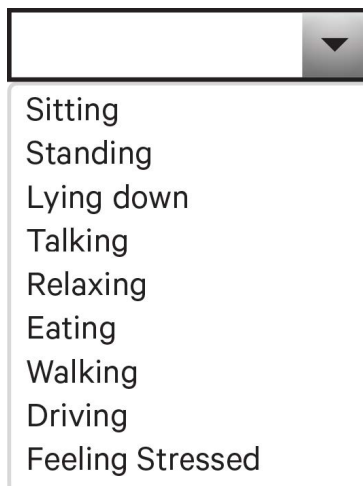 Sitting
Standing
Lying down
Talking
Relaxing
Eating
Walking
Driving
Feeling Stressed